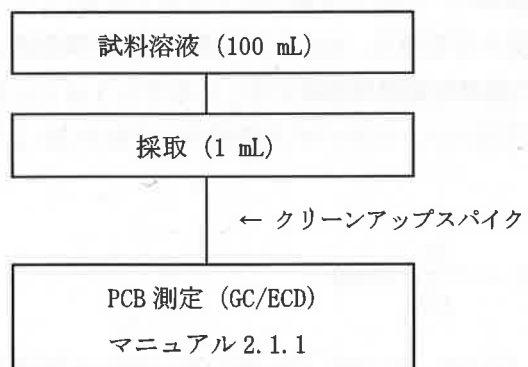 試料溶液 (100 mL)
採取 (1 mL)
← クリーンアップスパイク
PCB 測定 (GC/ECD)
マニュアル 2.1.1